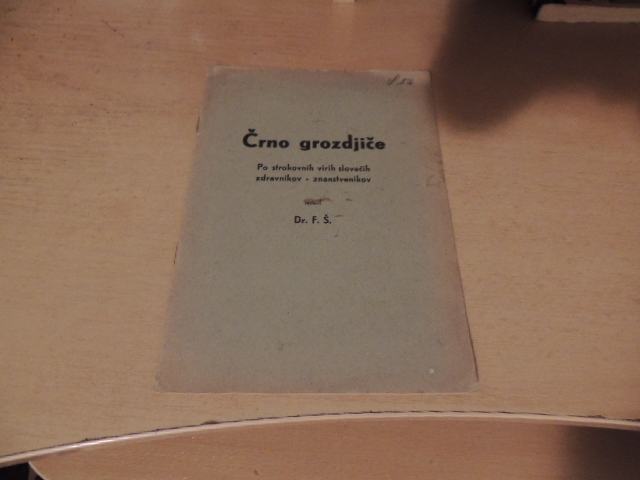 Črno grozdjiče
Po strokovnih virih slovečih
zdravnikov - znanstvenikov
Dr. F. Š.